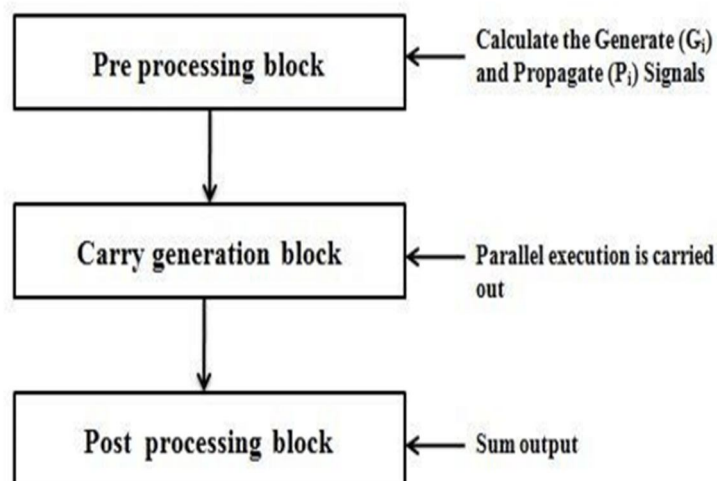 Pre processing block
Calculate the Generate (Gᵢ)
and Propagate (Pᵢ) Signals
Carry generation block
Parallel execution is carried
out
Post processing block
Sum output